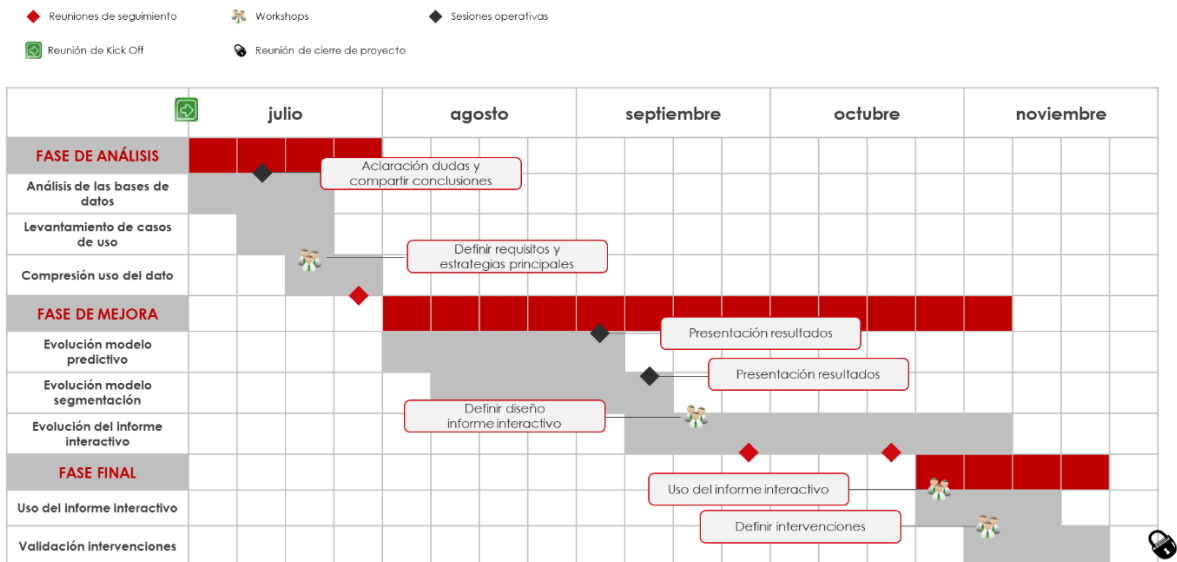 Reuniones de seguimiento
Workshops
Sesiones operativas
Reunión de Kick Off
Reunión de cierre de proyecto
julio
agosto
septiembre
octubre
noviembre
FASE DE ANÁLISIS
Aclaración dudas y
compartir conclusiones
Análisis de las bases de
datos
Levantamiento de casos
de uso
Definir requisitos y
estrategias principales
Compresión uso del dato
FASE DE MEJORA
Presentación resultados
Evolución modelo
predictivo
Presentación resultados
Evolución modelo
segmentación
Definir diseño
informe interactivo
Evolución del informe
interactivo
FASE FINAL
Uso del informe interactivo
Uso del informe interactivo
Definir intervenciones
Validación intervenciones